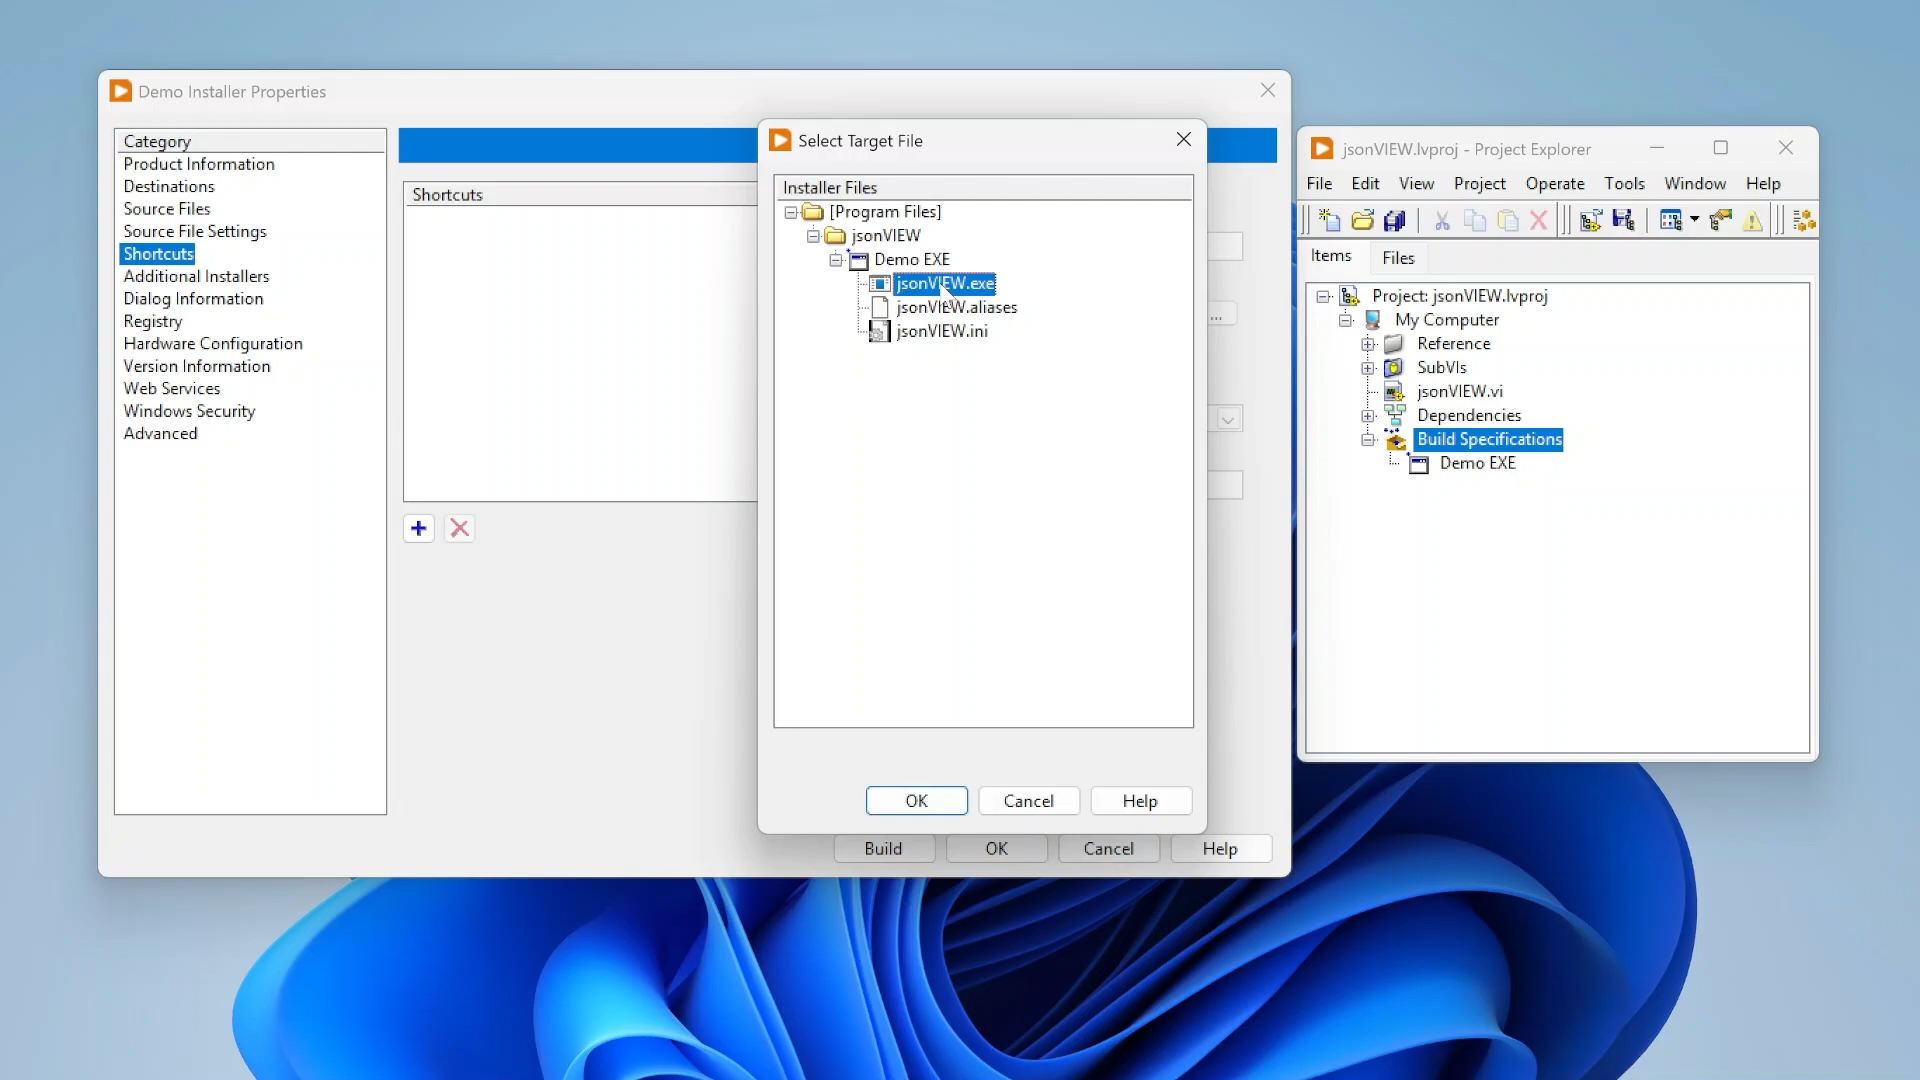 Demo Installer Properties
Category
Product Information
Destinations
Source Files
Source File Settings
Shortcuts
Additional Installers
Dialog Information
Registry
Hardware Configuration
Version Information
Web Services
Windows Security
Advanced
Shortcuts
Build
OK
Cancel
Help
Select Target File
Installer Files
[Program Files]
jsonVIEW
Demo EXE
jsonVIEW.exe
jsonVIEW.aliases
jsonVIEW.ini
OK
Cancel
Help
...
jsonVIEW.lvproj - Project Explorer
File Edit View Project Operate Tools Window Help
Items Files
Project: jsonVIEW.lvproj
My Computer
Reference
SubVIs
jsonVIEW.vi
Dependencies
Build Specifications
Demo EXE